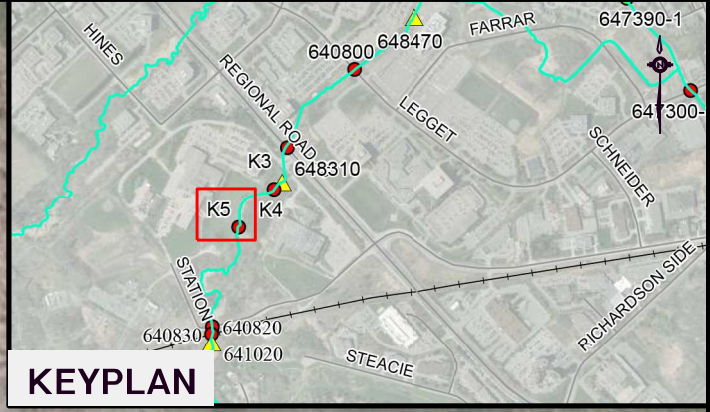 647390-1
FARRAR
HINES
648470
640800
REGIONAL ROAD
LEGGET
N
647300-
SCHNEIDER
K3
648310
K5
K4
STATION
RICHARDSON SIDE
640830
640820
641020
STEACIE
KEYPLAN